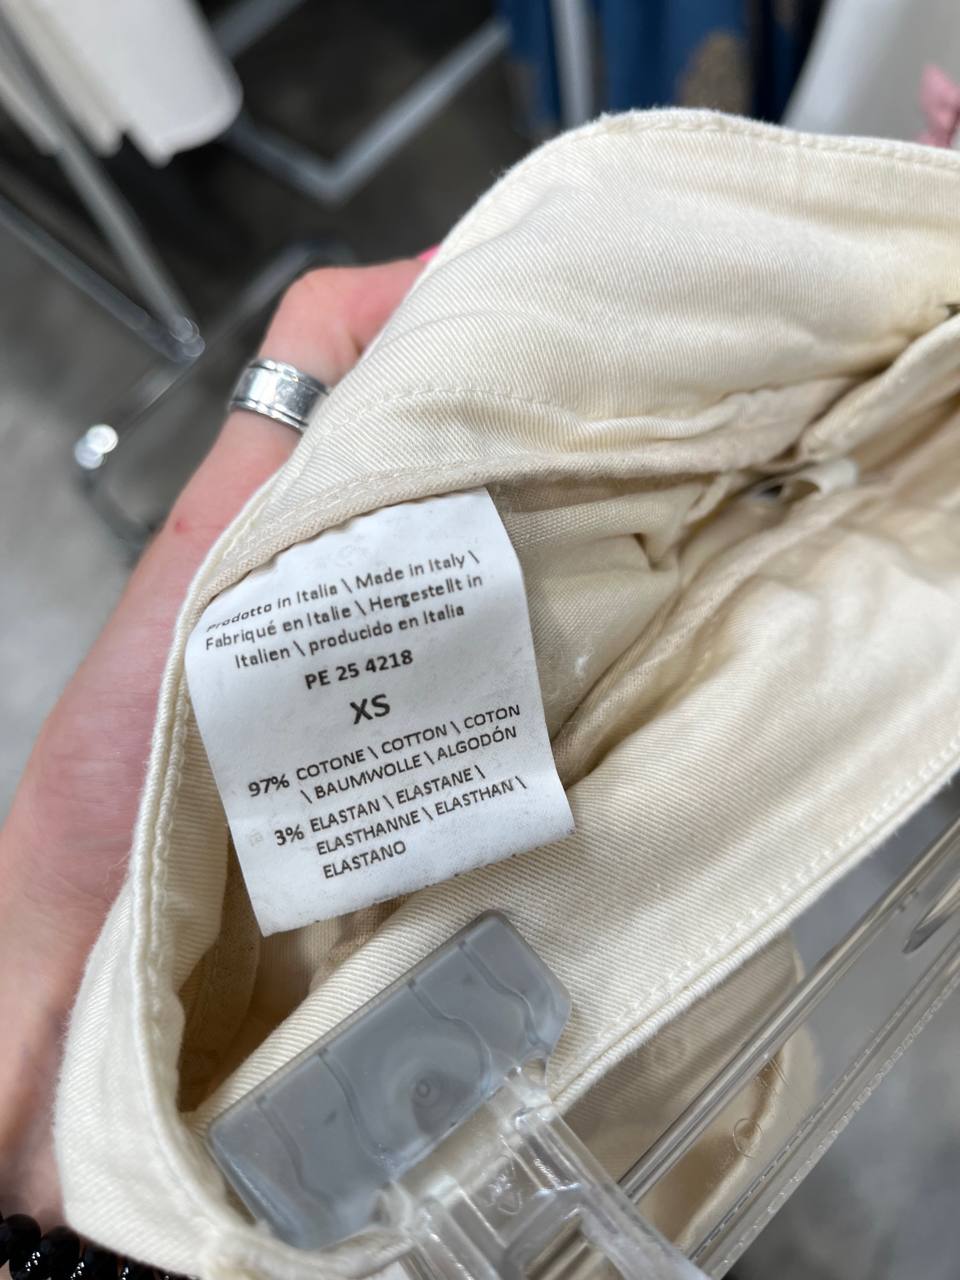 Prodotto in Italia \ Made in Italy \
Fabriqué en Italie \ Hergestellt in
Italien \ producido en Italia
PE 25 4218
XS
97% COTONE \ COTTON \ COTON
\ BAUMWOLLE \ ALGODÓN
3% ELASTAN \ ELASTANE \
ELASTHANNE \ ELASTHAN \
ELASTANO